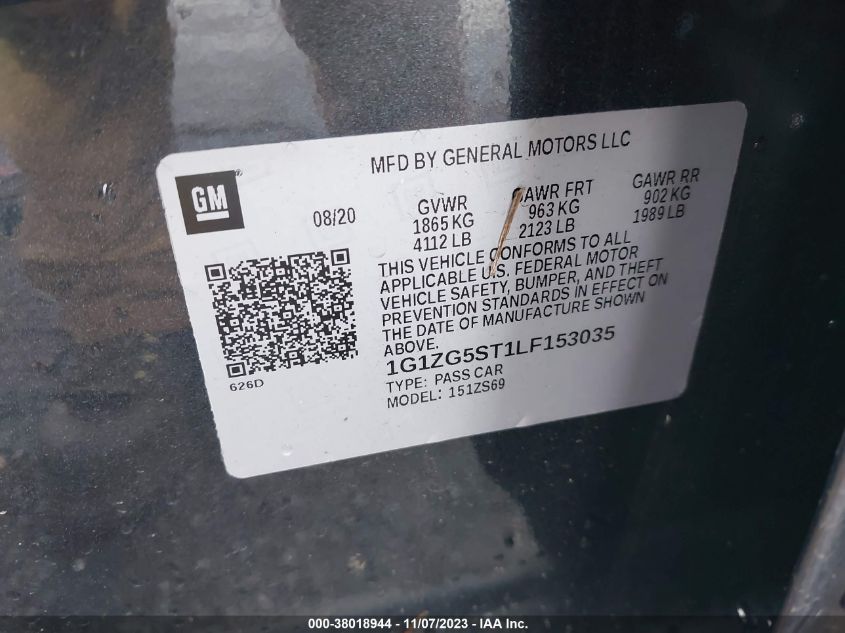 MFD BY GENERAL MOTORS LLC
GM
08/20
GVWR
1865 KG
4112 LB
GAWR FRT
963 KG
2123 LB
GAWR RR
902 KG
1989 LB
THIS VEHICLE CONFORMS TO ALL
APPLICABLE U.S. FEDERAL MOTOR
VEHICLE SAFETY, BUMPER, AND THEFT
PREVENTION STANDARDS IN EFFECT ON
THE DATE OF MANUFACTURE SHOWN
ABOVE.
1G1ZG5ST1LF153035
TYPE: PASS CAR
MODEL: 151ZS69
626D
000-38018944 - 11/07/2023 - IAA Inc.